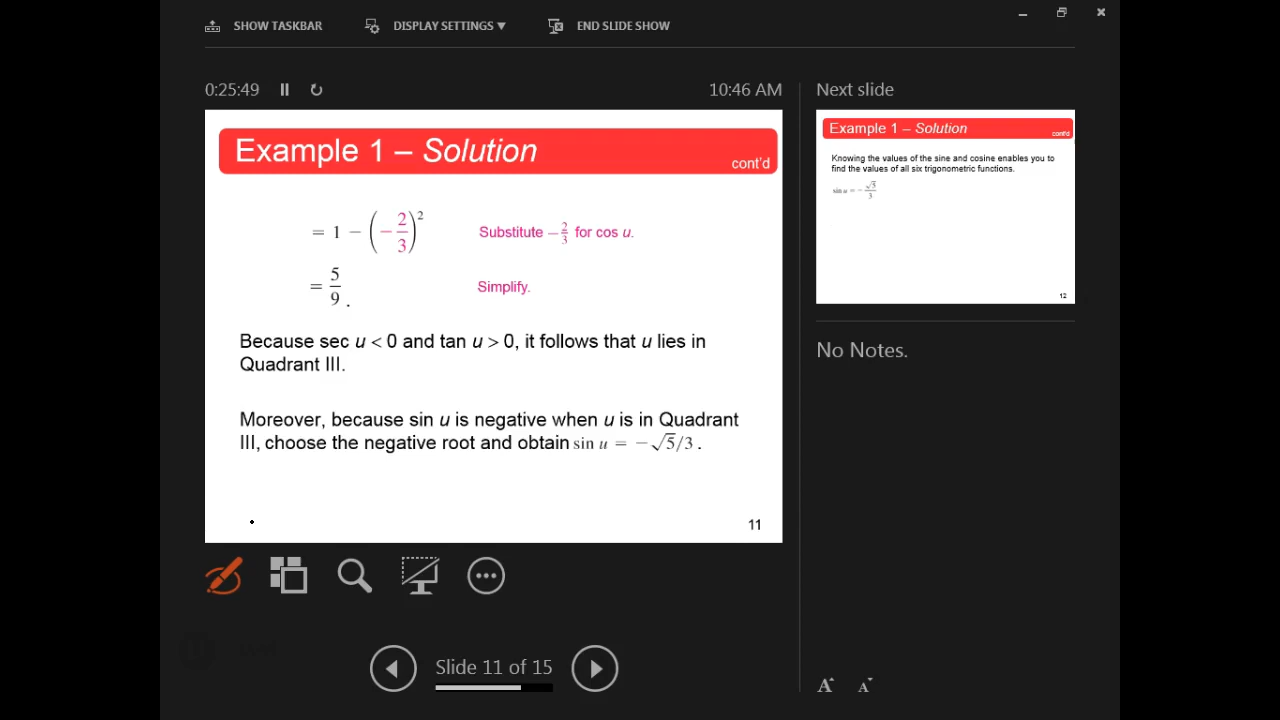 SHOW TASKBAR DISPLAY SETTINGS ▼ END SLIDE SHOW
0:25:49 10:46 AM
Example 1 – Solution
cont'd
= 1 − (−2/3)² Substitute −2/3 for cos u.
= 5/9. Simplify.
Because sec u < 0 and tan u > 0, it follows that u lies in
Quadrant III.
Moreover, because sin u is negative when u is in Quadrant
III, choose the negative root and obtain sin u = −√5/3 .
11
Next slide
Example 1 – Solution
cont'd
Knowing the values of the sine and cosine enables you to
find the values of all six trigonometric functions.
sin u = −√5/3
12
No Notes.
Slide 11 of 15
A A